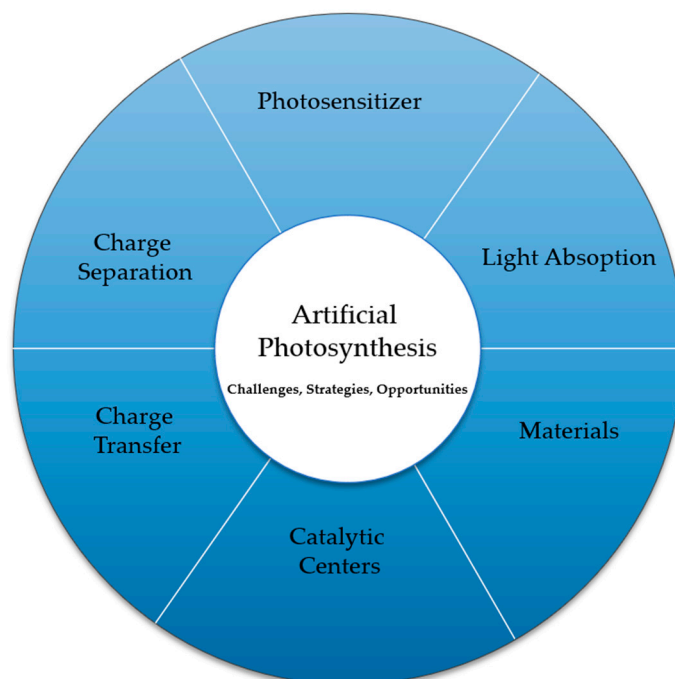 Photosensitizer
Light Absoption
Materials
Catalytic
Centers
Charge
Transfer
Charge
Separation
Artificial
Photosynthesis
Challenges, Strategies, Opportunities